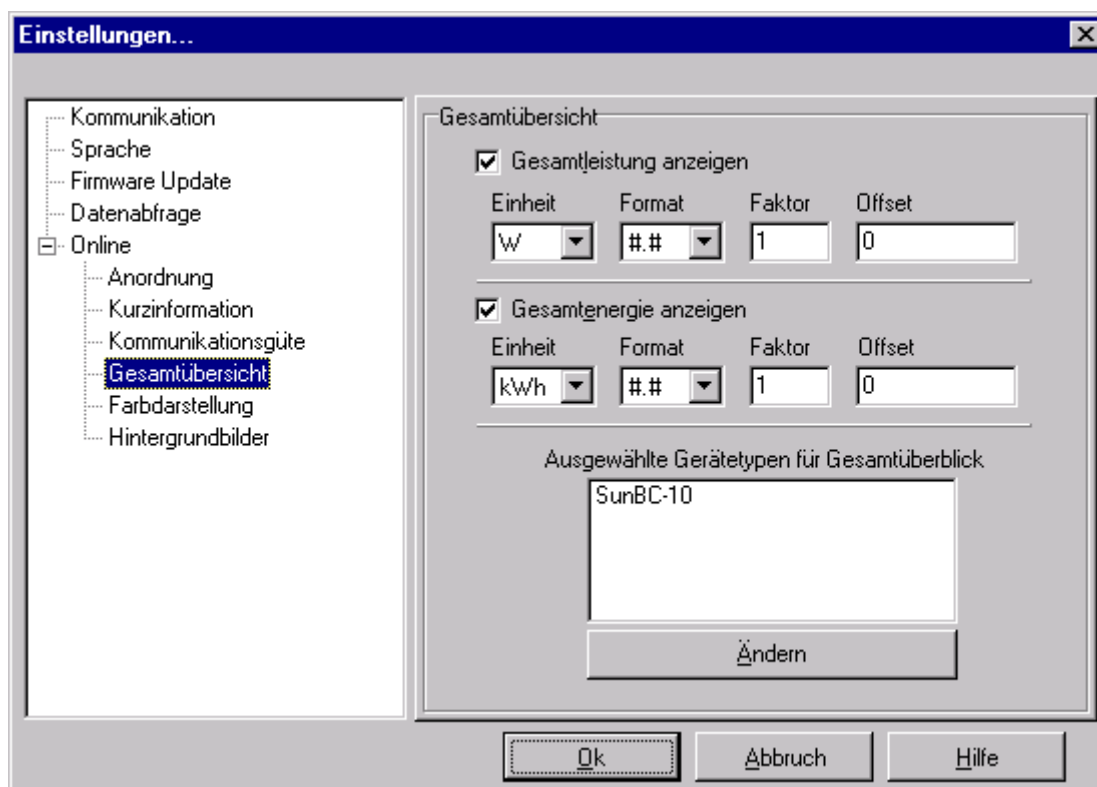 Einstellungen...
Kommunikation
Sprache
Firmware Update
Datenabfrage
Online
Anordnung
Kurzinformation
Kommunikationsgüte
Gesamtübersicht
Farbdarstellung
Hintergrundbilder
Gesamtübersicht
Gesamtleistung anzeigen
Einheit Format Faktor Offset
W #.# 1 0
Gesamtenergie anzeigen
Einheit Format Faktor Offset
kWh #.# 1 0
Ausgewählte Gerätetypen für Gesamtüberblick
SunBC-10
Ändern
Ok Abbruch Hilfe